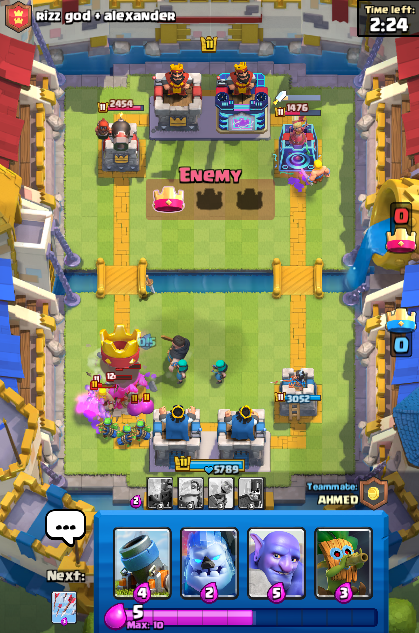 rizz god + alexander
Time left:
2:24
2454
1476
Enemy
0
0
3052
5789
Teammate:
AHMED
2
...
Next:
4
2
5
3
5
Max: 10